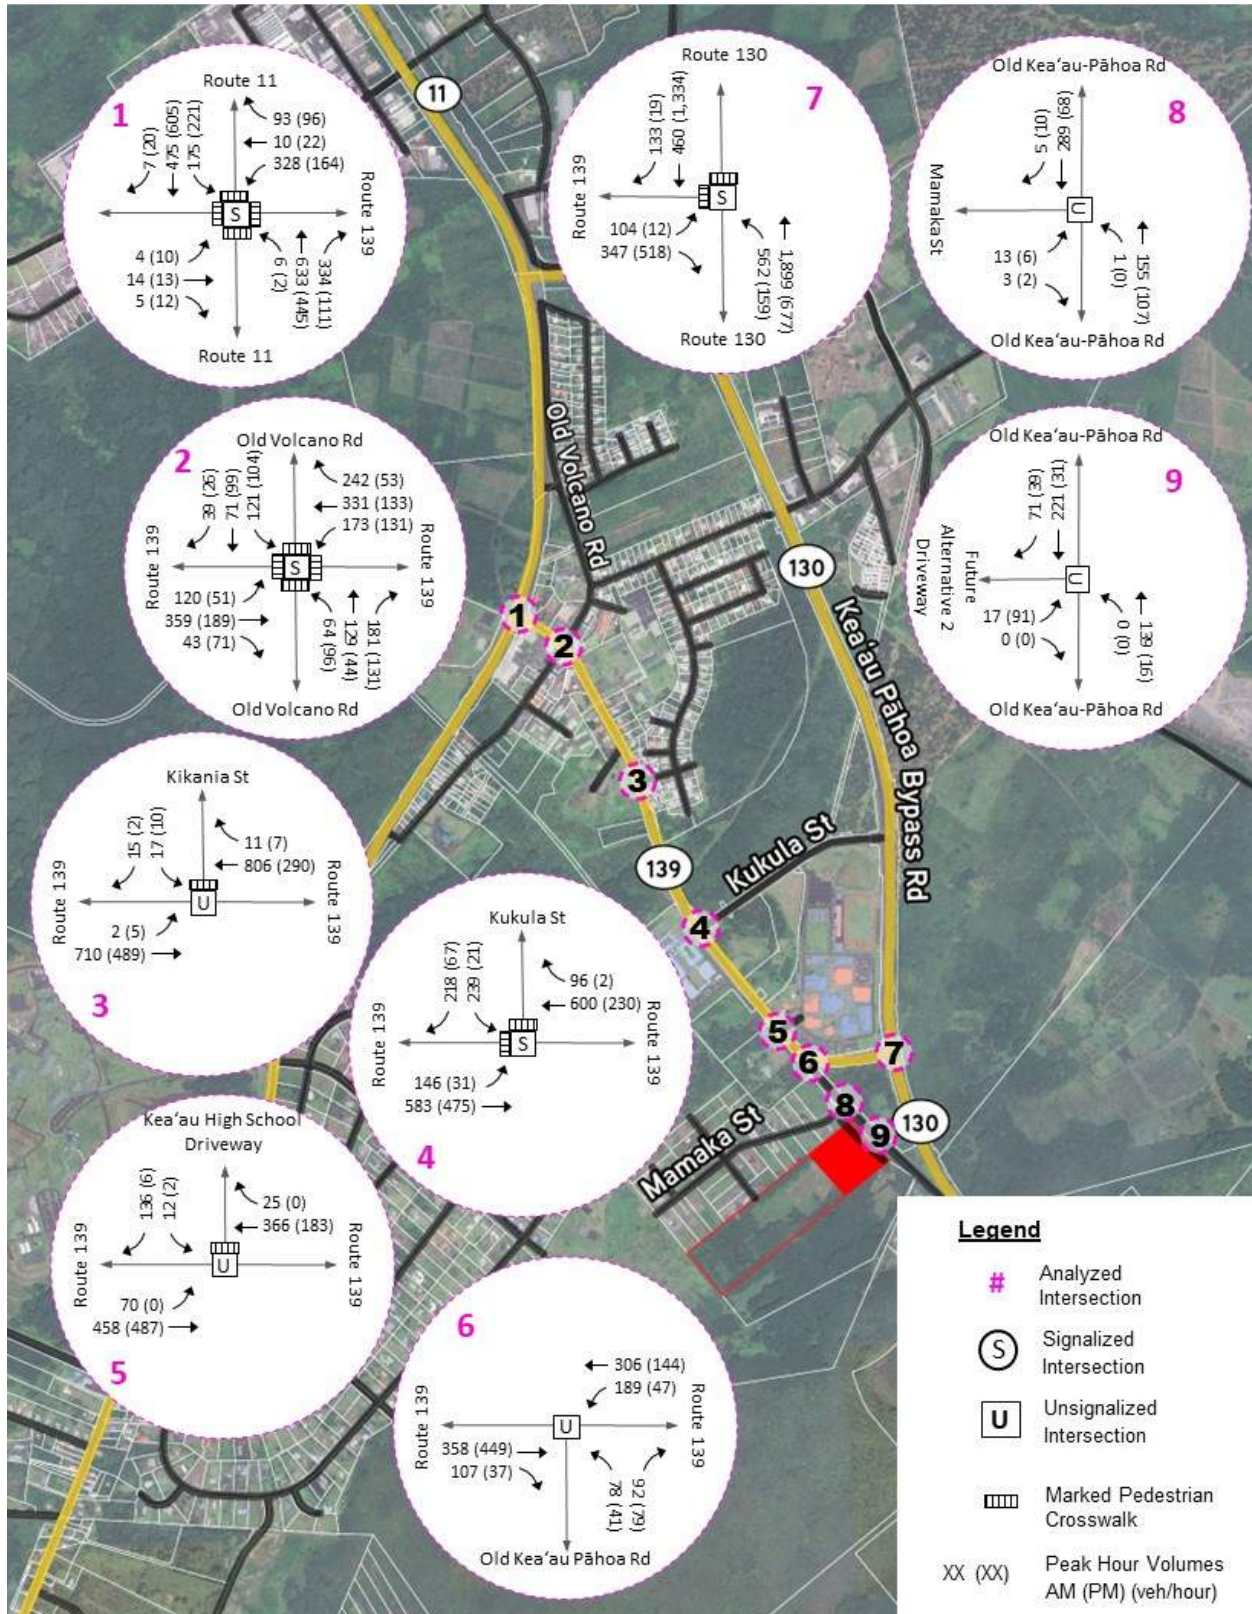 1
Route 11
7 (20)
475 (605)
175 (221)
93 (96)
10 (22)
328 (164)
Route 139
S
4 (10)
14 (13)
5 (12)
6 (2)
633 (445)
334 (111)
Route 11
11
7
Route 130
133 (19)
460 (1,334)
Route 139
S
104 (12)
347 (518)
562 (159)
1,899 (677)
Route 130
8
Old Kea‘au-Pāhoa Rd
5 (10)
289 (68)
Mamaka St
U
13 (6)
3 (2)
1 (0)
155 (107)
Old Kea‘au-Pāhoa Rd
2
Old Volcano Rd
39 (26)
71 (99)
121 (104)
242 (53)
331 (133)
173 (131)
Route 139
Route 139
S
120 (51)
359 (189)
43 (71)
64 (96)
129 (44)
181 (131)
Old Volcano Rd
9
Old Kea‘au-Pāhoa Rd
71 (39)
221 (31)
Future
Alternative 2
Driveway
U
17 (91)
0 (0)
0 (0)
139 (16)
Old Kea‘au-Pāhoa Rd
Old Volcano Rd
130
Kea‘au Pāhoa Bypass Rd
1
2
3
139
Kukula St
4
5
6
7
8
9
130
Mamaka St
Kikania St
15 (2)
17 (10)
11 (7)
806 (290)
Route 139
Route 139
U
2 (5)
710 (489)
3
Kukula St
218 (67)
239 (21)
96 (2)
600 (230)
Route 139
Route 139
S
146 (31)
583 (475)
4
Kea‘au High School
Driveway
136 (6)
12 (2)
25 (0)
366 (183)
Route 139
Route 139
U
70 (0)
458 (487)
5
6
306 (144)
189 (47)
Route 139
Route 139
U
358 (449)
107 (37)
78 (41)
92 (79)
Old Kea‘au Pāhoa Rd
Legend
# Analyzed
Intersection
S Signalized
Intersection
U Unsignalized
Intersection
Marked Pedestrian
Crosswalk
XX (XX) Peak Hour Volumes
AM (PM) (veh/hour)